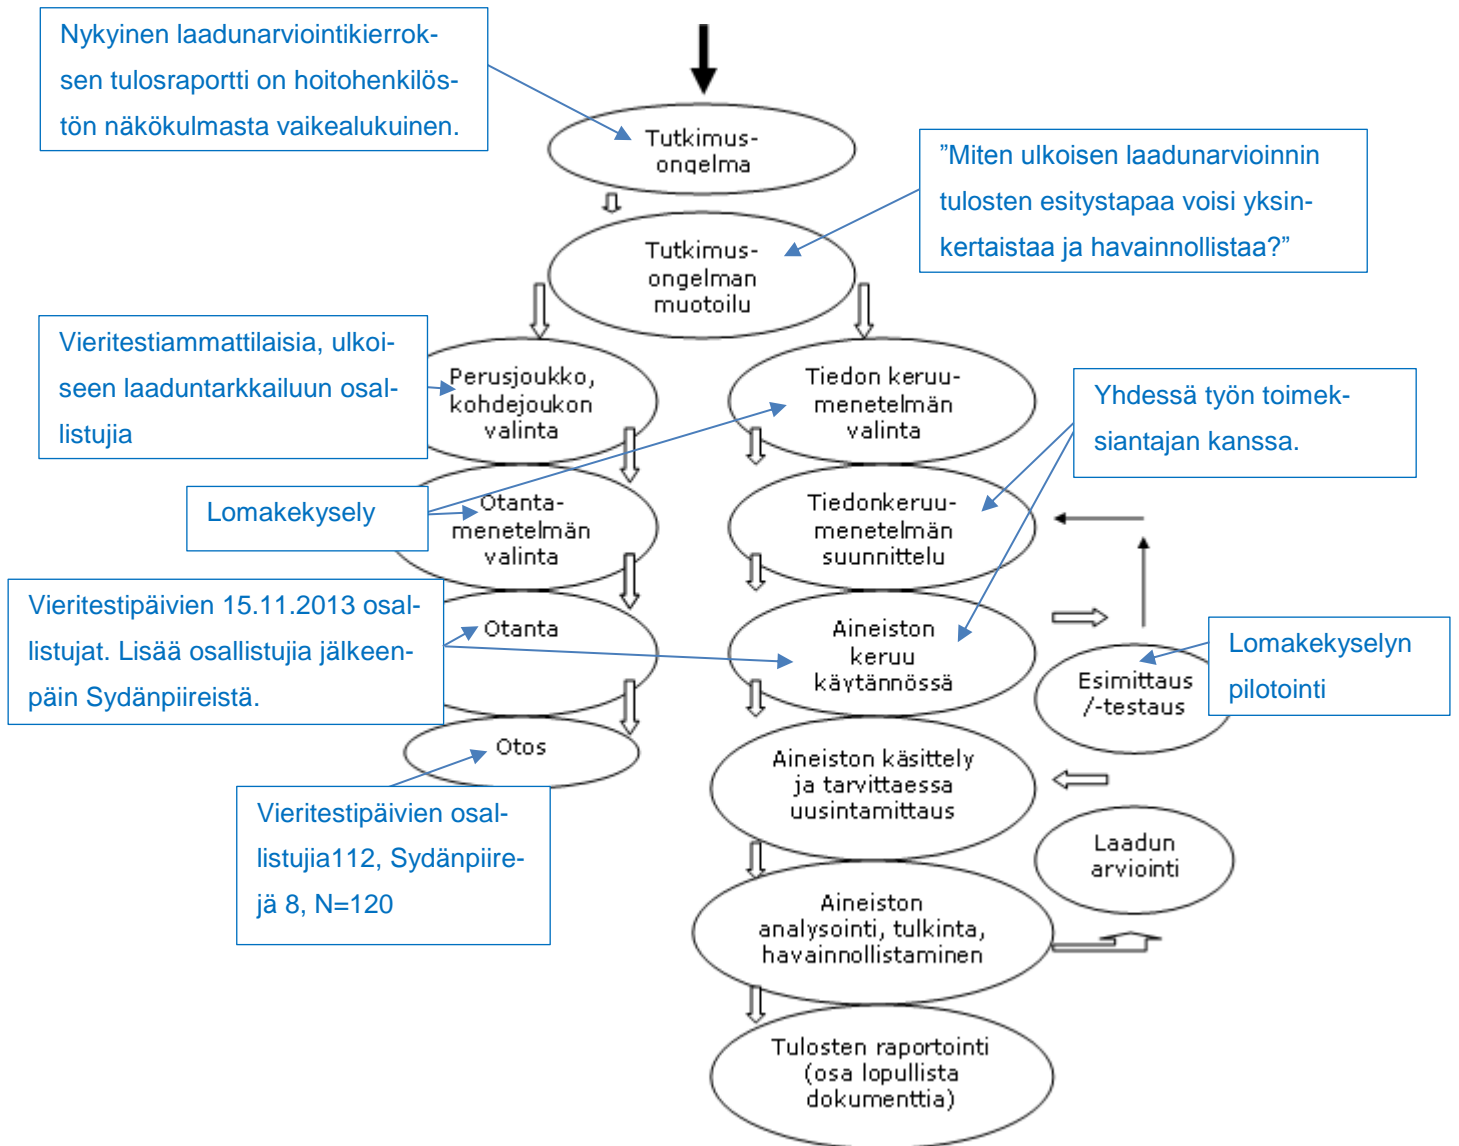 Nykyinen laadunarviointikierrok-
sen tulosraportti on hoitohenkilös-
tön näkökulmasta vaikealukuinen.
Tutkimus-
ongelma
”Miten ulkoisen laadunarvioinnin
tulosten esitystapaa voisi yksin-
kertaistaa ja havainnollistaa?”
Tutkimus-
ongelman
muotoilu
Vieritestiammattilaisia, ulkoi-
seen laaduntarkkailuun osal-
listujia
Perusjoukko,
kohdejoukon
valinta
Tiedon keruu-
menetelmän
valinta
Yhdessä työn toimek-
siantajan kanssa.
Lomakekysely
Otanta-
menetelmän
valinta
Tiedonkeruu-
menetelmän
suunnittelu
Vieritestipäivien 15.11.2013 osal-
listujat. Lisää osallistujia jälkeen-
päin Sydänpiireistä.
Otanta
Aineiston
keruu
käytännössä
Lomakekyselyn
pilotointi
Esimittaus
/-testaus
Otos
Aineiston käsittely
ja tarvittaessa
uusintamittaus
Vieritestipäivien osal-
listujia112, Sydänpiire-
jä 8, N=120
Laadun
arviointi
Aineiston
analysointi, tulkinta,
havainnollistaminen
Tulosten raportointi
(osa lopullista
dokumenttia)